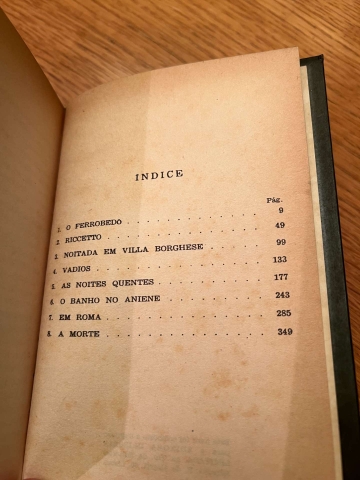 INDICE
Pág.
1. O FERROBEDÓ . . . . . . . . . . . . 9
2. RICCETTO . . . . . . . . . . . . . . 49
3. NOITADA EM VILLA BORGHESE . . . . . 99
4. VADIOS . . . . . . . . . . . . . . 133
5. AS NOITES QUENTES . . . . . . . . . 177
6. O BANHO NO ANIENE . . . . . . . . . 243
7. EM ROMA . . . . . . . . . . . . . . 285
8. A MORTE . . . . . . . . . . . . . . 349